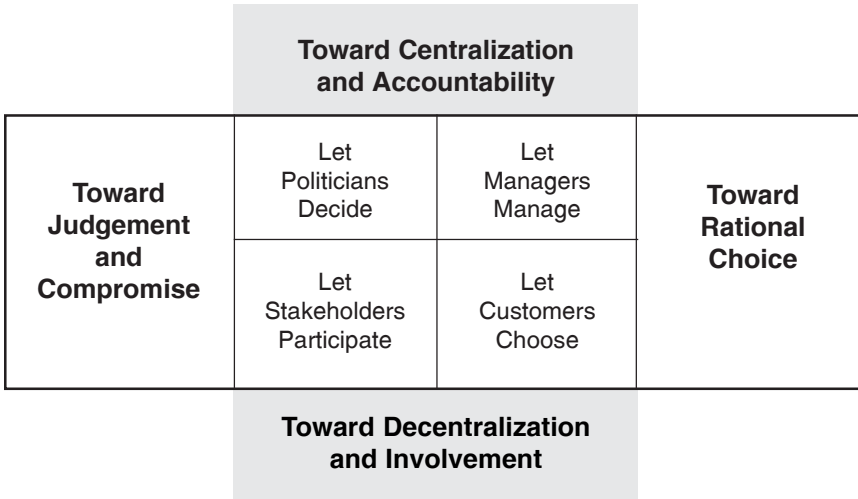 Toward Centralization
and Accountability
Toward
Judgement
and
Compromise
Let
Politicians
Decide
Let
Managers
Manage
Toward
Rational
Choice
Let
Stakeholders
Participate
Let
Customers
Choose
Toward Decentralization
and Involvement